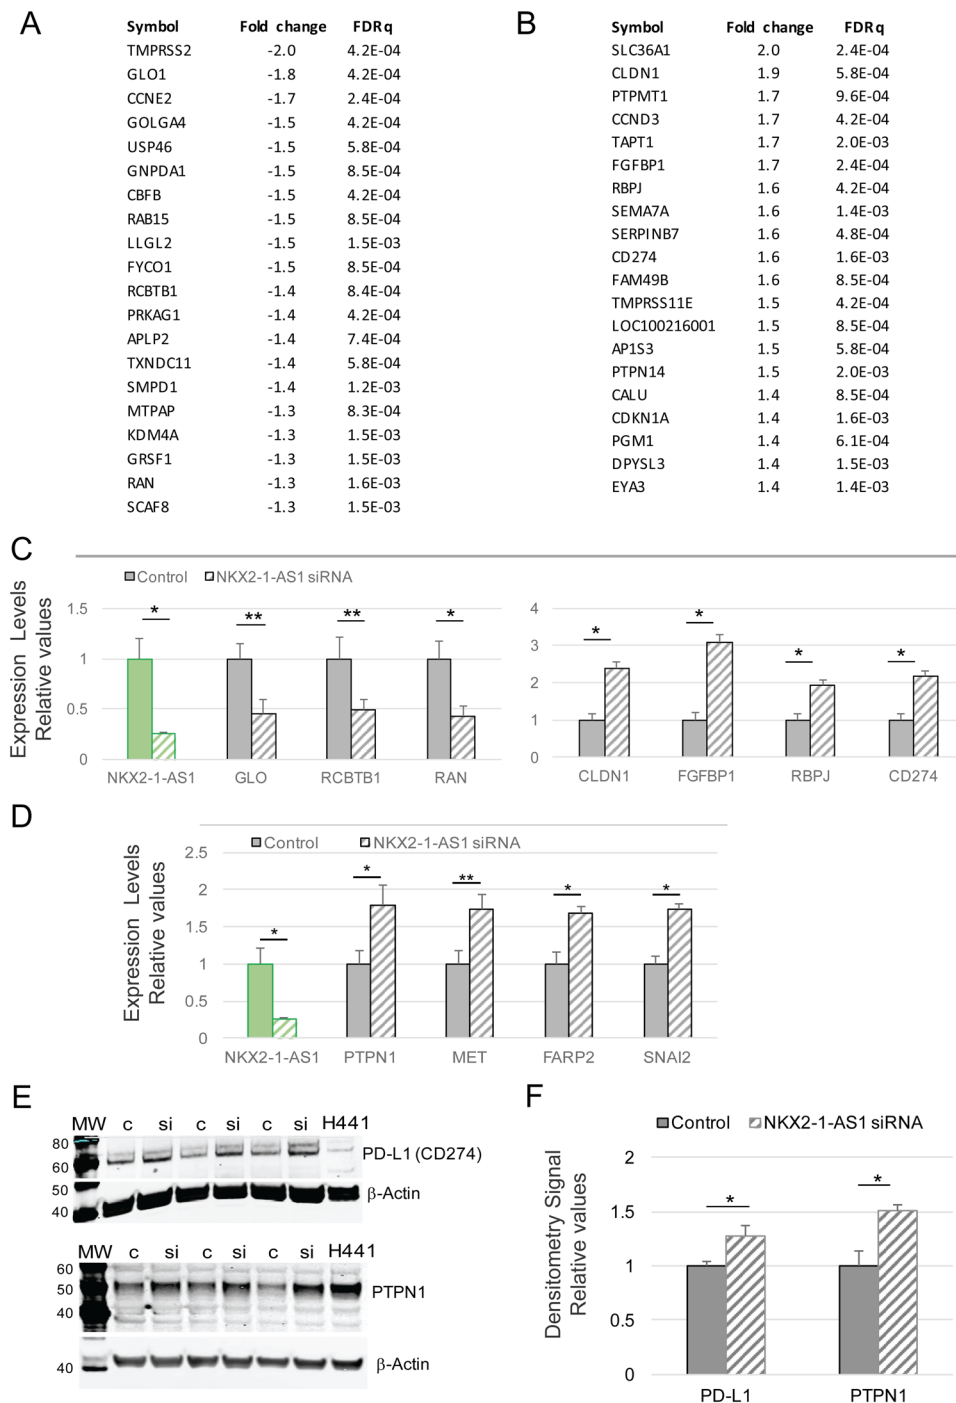 A
Symbol Fold change FDRq
TMPRSS2 -2.0 4.2E-04
GLO1 -1.8 4.2E-04
CCNE2 -1.7 2.4E-04
GOLGA4 -1.5 4.2E-04
USP46 -1.5 5.8E-04
GNPDA1 -1.5 8.5E-04
CBFB -1.5 4.2E-04
RAB15 -1.5 8.5E-04
LLGL2 -1.5 1.5E-03
FYCO1 -1.5 8.5E-04
RCBTB1 -1.4 8.4E-04
PRKAG1 -1.4 4.2E-04
APLP2 -1.4 7.4E-04
TXNDC11 -1.4 5.8E-04
SMPD1 -1.4 1.2E-03
MTPAP -1.3 8.3E-04
KDM4A -1.3 1.5E-03
GRSF1 -1.3 1.5E-03
RAN -1.3 1.6E-03
SCAF8 -1.3 1.5E-03
B
Symbol Fold change FDRq
SLC36A1 2.0 2.4E-04
CLDN1 1.9 5.8E-04
PTPMT1 1.7 9.6E-04
CCND3 1.7 4.2E-04
TAPT1 1.7 2.0E-03
FGFBP1 1.7 2.4E-04
RBPJ 1.6 4.2E-04
SEMA7A 1.6 1.4E-03
SERPINB7 1.6 4.8E-04
CD274 1.6 1.6E-03
FAM49B 1.6 8.5E-04
TMPRSS11E 1.5 4.2E-04
LOC100216001 1.5 8.5E-04
AP1S3 1.5 5.8E-04
PTPN14 1.5 2.0E-03
CALU 1.4 8.5E-04
CDKN1A 1.4 1.6E-03
PGM1 1.4 6.1E-04
DPYSL3 1.4 1.5E-03
EYA3 1.4 1.4E-03
C
Control NKX2-1-AS1 siRNA
Expression Levels
Relative values
1.5
1
0.5
0
* ** ** *
NKX2-1-AS1 GLO RCBTB1 RAN
4
3
2
1
0
* * * *
CLDN1 FGFBP1 RBPJ CD274
D
Control NKX2-1-AS1 siRNA
Expression Levels
Relative values
2.5
2
1.5
1
0.5
0
* * ** * *
NKX2-1-AS1 PTPN1 MET FARP2 SNAI2
E
MW c si c si c si H441
80
60
PD-L1 (CD274)
50
40
β-Actin
MW c si c si c si H441
60
50
40
PTPN1
40
β-Actin
F
Control NKX2-1-AS1 siRNA
Densitometry Signal
Relative values
2
1.5
1
0.5
0
* *
PD-L1 PTPN1